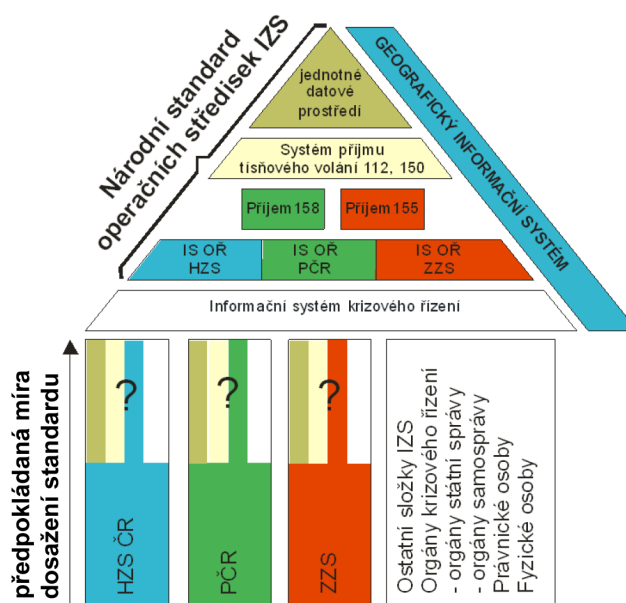 Národní standard
operačních středisek IZS
jednotné
datové
prostředí
GEOGRAFICKÝ INFORMAČNÍ SYSTÉM
Systém příjmu
tísňového volání 112, 150
Příjem 158
Příjem 155
IS OŘ
HZS
IS OŘ
PČR
IS OŘ
ZZS
Informační systém krizového řízení
předpokládaná míra
dosažení standardu
?
HZS ČR
?
PČR
?
ZZS
Ostatní složky IZS
Orgány krizového řízení
- orgány státní správy
- orgány samosprávy
Právnické osoby
Fyzické osoby